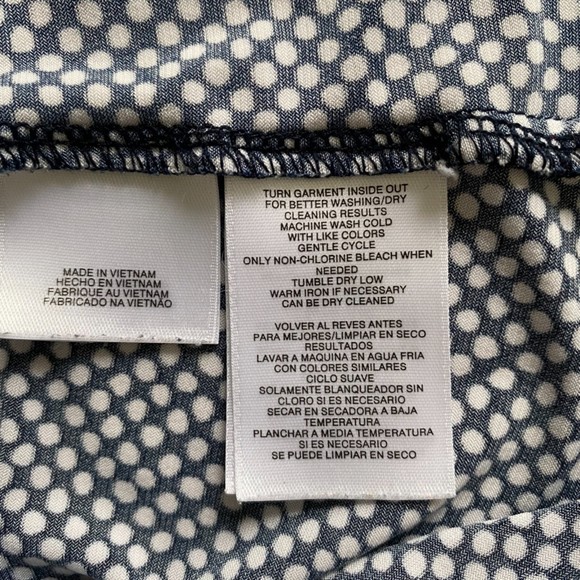 MADE IN VIETNAM
HECHO EN VIETNAM
FABRIQUE AU VIETNAM
FABRICADO NA VIETNÃO
TURN GARMENT INSIDE OUT
FOR BETTER WASHING/DRY
CLEANING RESULTS
MACHINE WASH COLD
WITH LIKE COLORS
GENTLE CYCLE
ONLY NON-CHLORINE BLEACH WHEN
NEEDED
TUMBLE DRY LOW
WARM IRON IF NECESSARY
CAN BE DRY CLEANED
VOLVER AL REVES ANTES
PARA MEJORES/LIMPIAR EN SECO
RESULTADOS
LAVAR A MAQUINA EN AGUA FRIA
CON COLORES SIMILARES
CICLO SUAVE
SOLAMENTE BLANQUEADOR SIN
CLORO SI ES NECESARIO
SECAR EN SECADORA A BAJA
TEMPERATURA
PLANCHAR A MEDIA TEMPERATURA
SI ES NECESARIO
SE PUEDE LIMPIAR EN SECO